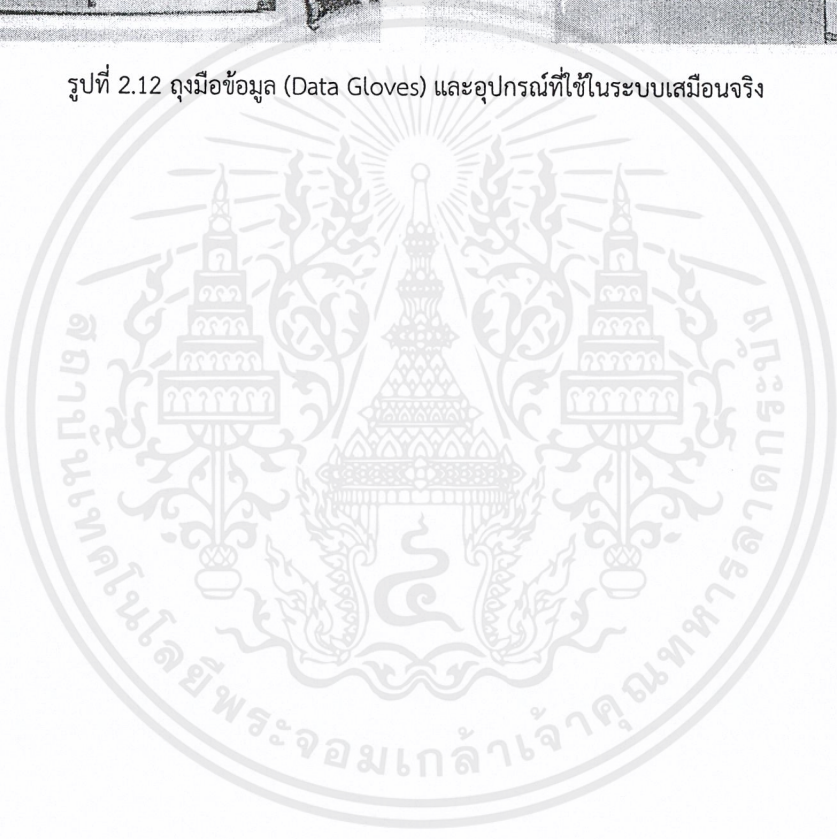 รูปที่ 2.12 ถุงมือข้อมูล (Data Gloves) และอุปกรณ์ที่ใช้ในระบบเสมือนจริง
สถาบันเทคโนโลยีพระจอมเกล้าเจ้าคุณทหารลาดกระบัง
๔